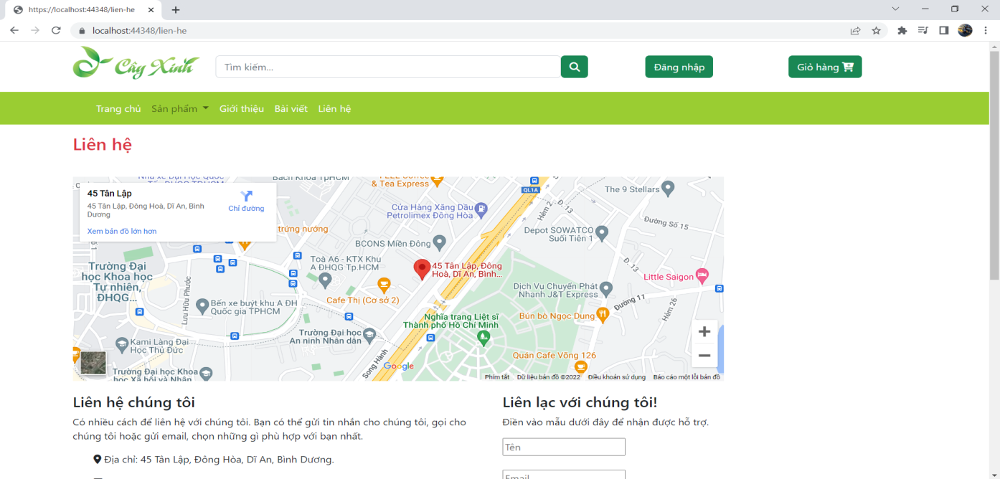 https://localhost:44348/lien-he
localhost:44348/lien-he
Cây Xinh
Tìm kiếm...
Đăng nhập
Giỏ hàng
Trang chủ
Sản phẩm
Giới thiệu
Bài viết
Liên hệ
Liên hệ
45 Tân Lập
45 Tân Lập, Đông Hoà, Dĩ An, Bình
Dương
Chỉ đường
Xem bản đồ lớn hơn
Bách Khoa TpHCM
& Tea Express
QL1A
The 9 Stellars
Cửa Hàng Xăng Dầu
Petrolimex Đông Hòa
Hẻm 2
Đ. 13
Đường Số 15
trứng nướng
BCONS Miền Đông
Depot SOWATCO
Suối Tiên 1
Trường Đại
học Khoa học
Tự nhiên,
ĐHQG...
Toà A6 - KTX Khu
A ĐHQG Tp.HCM
45 Tân Lập, Đông
Hoà, Dĩ An, Bình...
Đ. 13
Little Saigon
Lưu Hữu Phước
Cafe Thị (Cơ sở 2)
Dịch Vụ Chuyển Phát
Nhanh J&T Express
Đường 11
Bến xe buýt khu A ĐH
Quốc gia TPHCM
Bún bò Ngọc Dung
Hẻm 26
Nghĩa trang Liệt sĩ
Thành phố Hồ Chí Minh
Trường Đại học
An ninh Nhân dân
Kami Làng Đại
Học Thủ Đức
Quán Cafe Võng 126
Song Hành
Google
Trường Đại học Khoa
học Xã hội và Nhân
Phím tắt
Dữ liệu bản đồ ©2022
Điều khoản sử dụng
Báo cáo một lỗi bản đồ
Liên hệ chúng tôi
Có nhiều cách để liên hệ với chúng tôi. Bạn có thể gửi tin nhắn cho chúng tôi, gọi cho
chúng tôi hoặc gửi email, chọn những gì phù hợp với bạn nhất.
Địa chỉ: 45 Tân Lập, Đông Hòa, Dĩ An, Bình Dương.
Liên lạc với chúng tôi!
Điền vào mẫu dưới đây để nhận được hỗ trợ.
Tên
Email